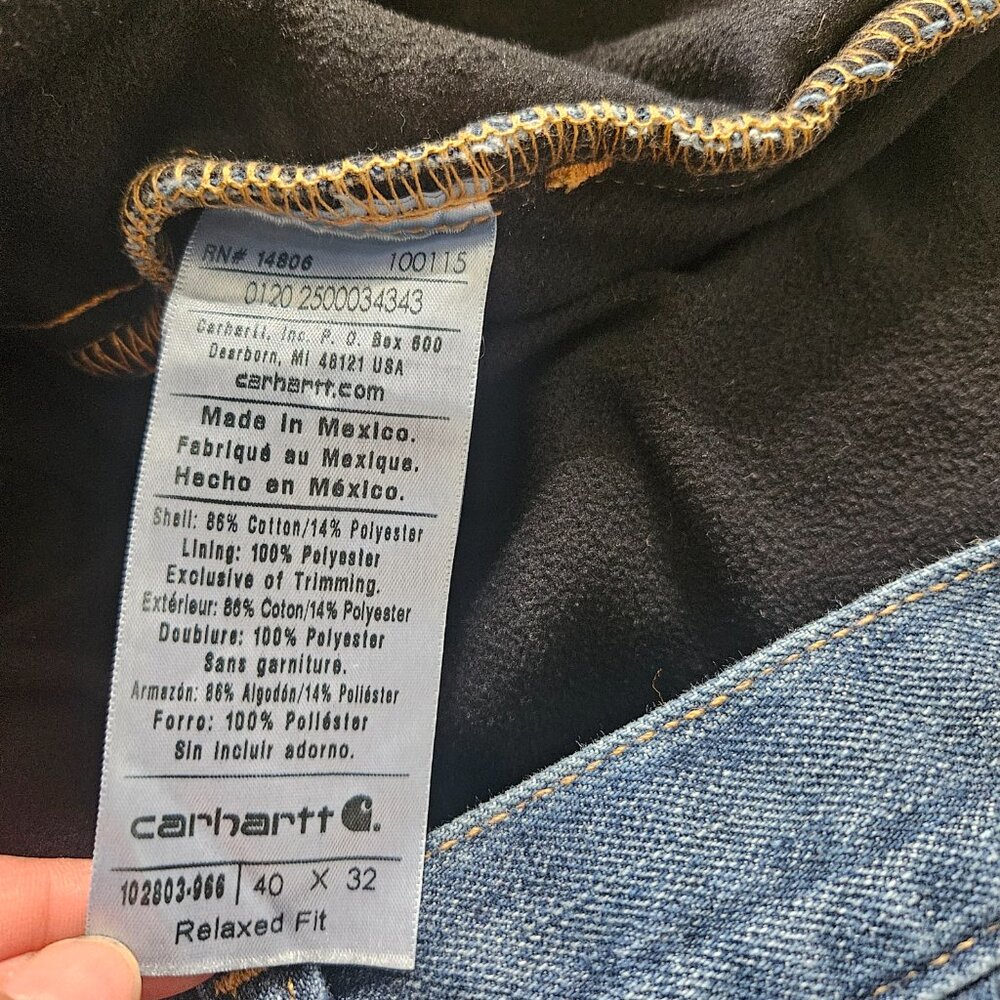 RN# 14806 100115
0120 2500034343
Carhartt, Inc. P. O. Box 600
Dearborn, MI 48121 USA
carhartt.com
Made in Mexico.
Fabriqué au Mexique.
Hecho en México.
Shell: 86% Cotton/14% Polyester
Lining: 100% Polyester
Exclusive of Trimming.
Extérieur: 86% Coton/14% Polyester
Doublure: 100% Polyester
Sans garniture.
Armazón: 86% Algodón/14% Poliéster
Forro: 100% Poliéster
Sin incluir adorno.
carhartt
102803-966 | 40 X 32
Relaxed Fit